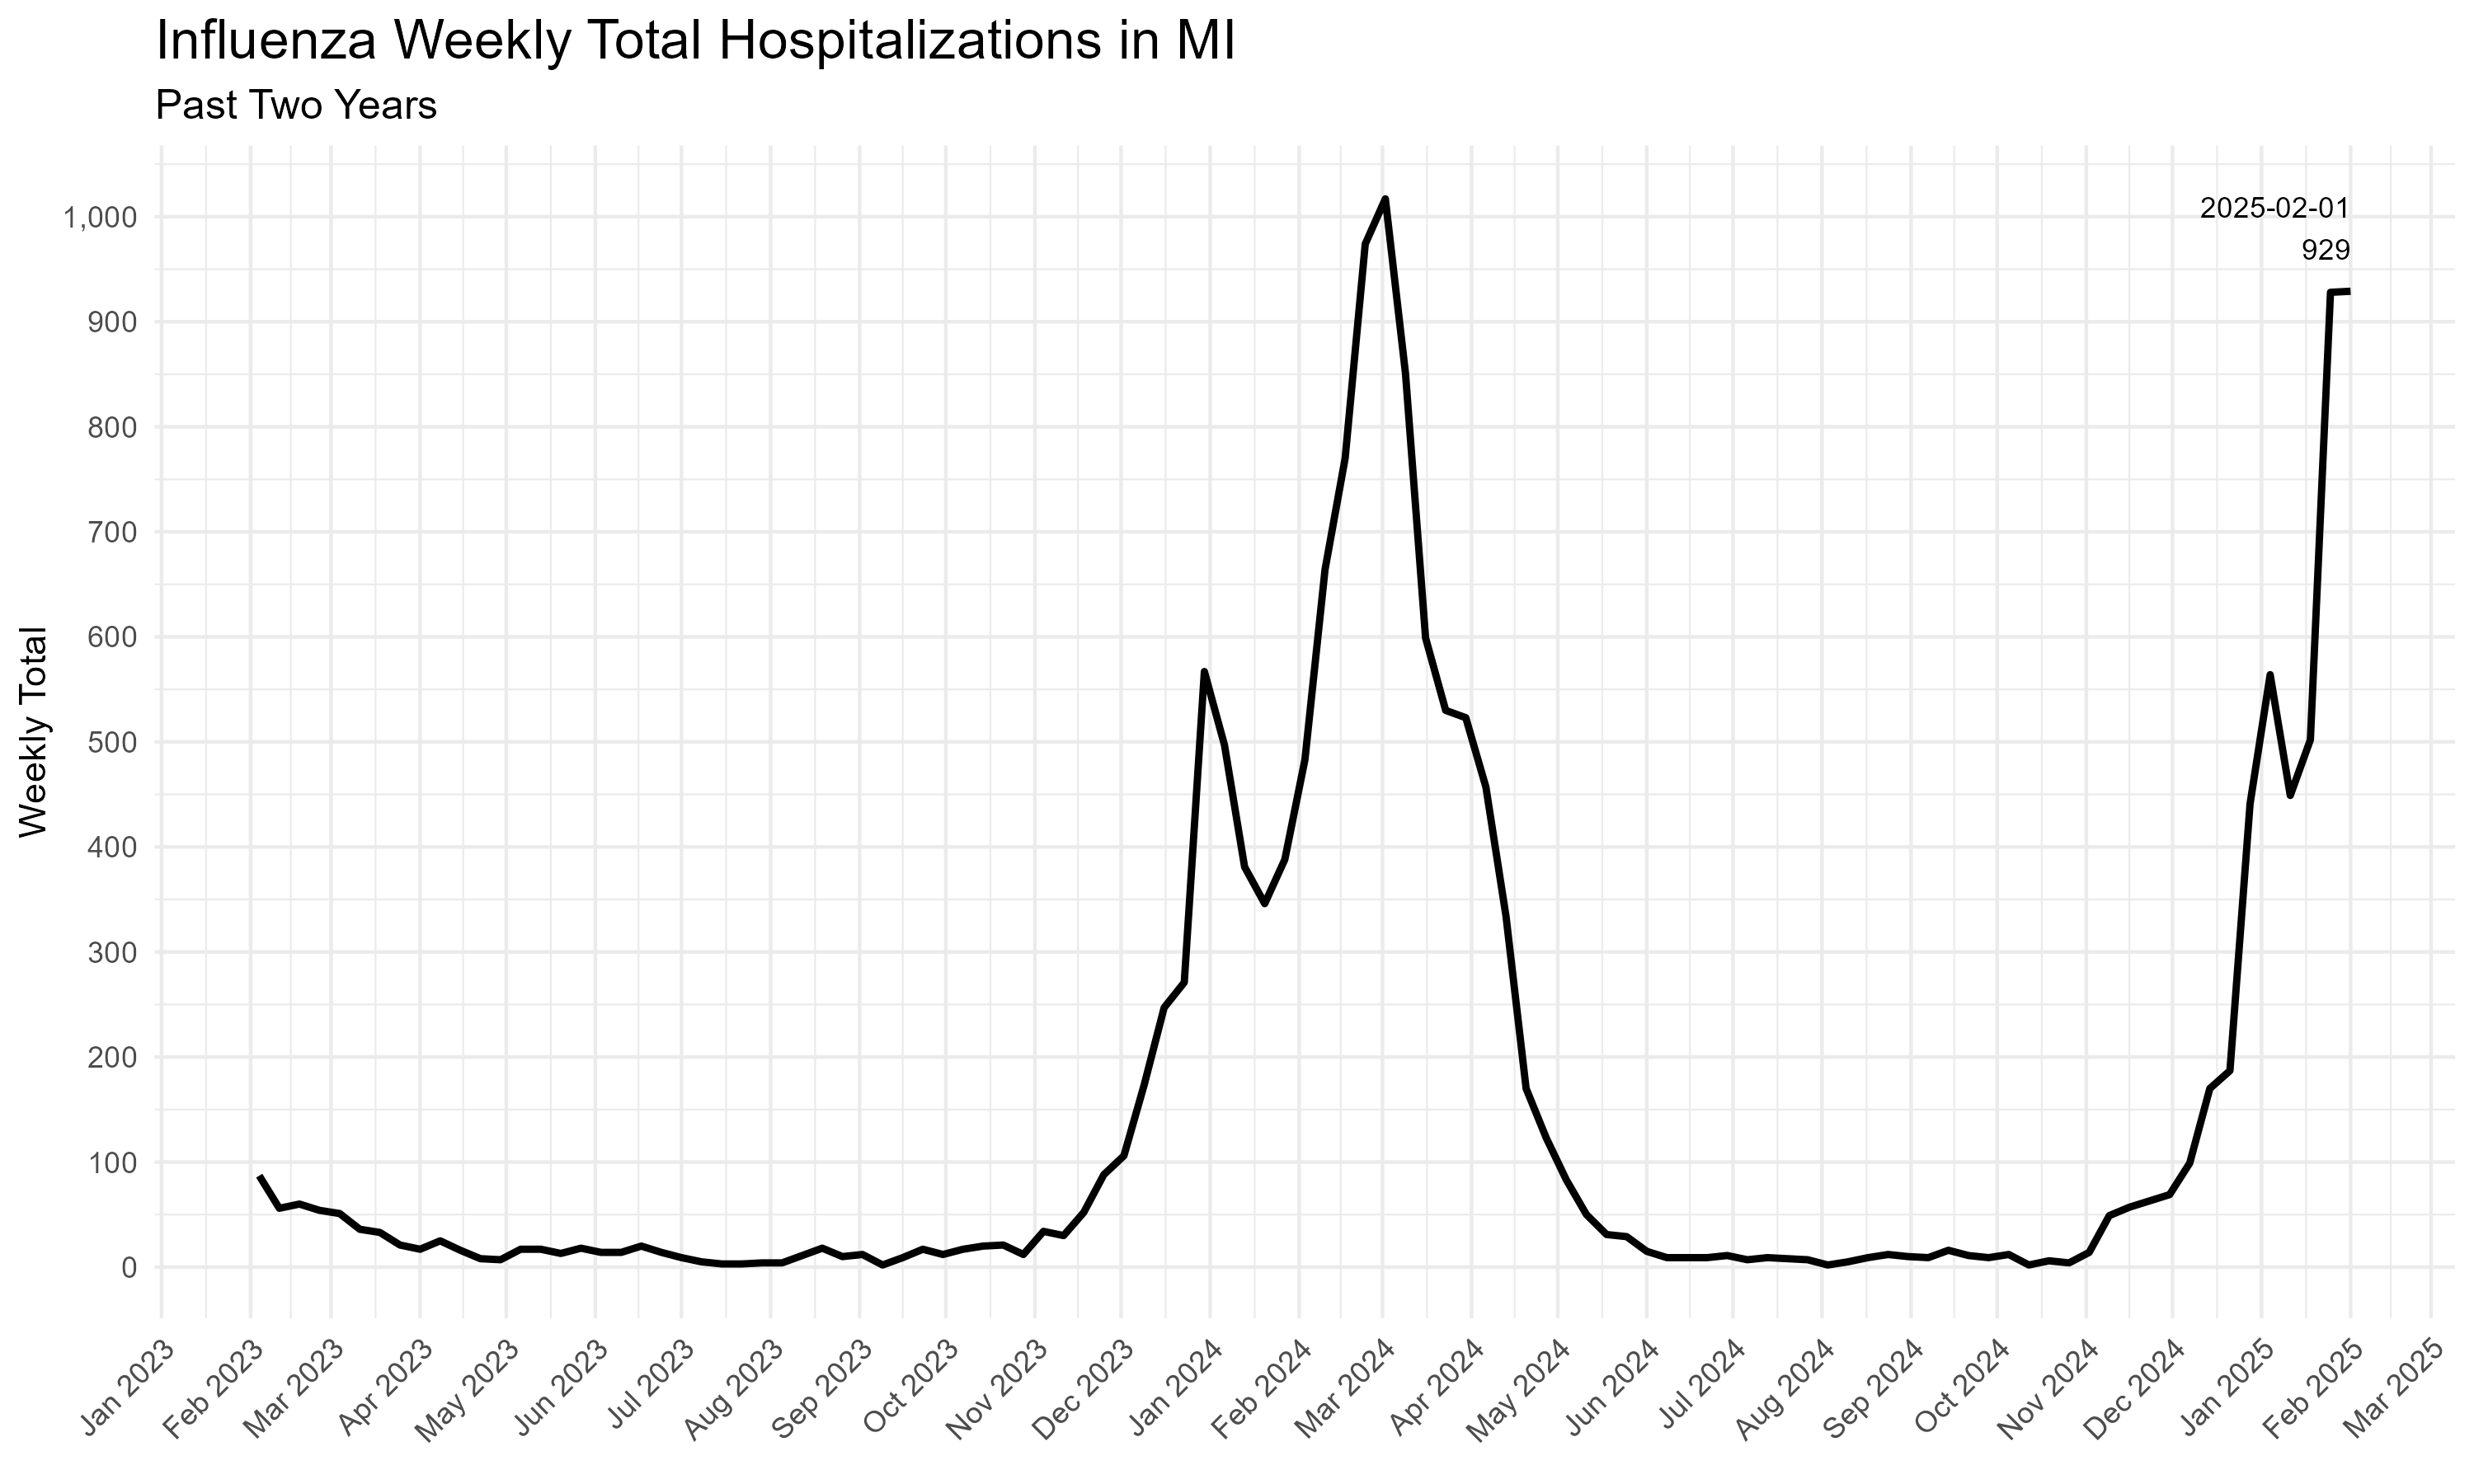 Influenza Weekly Total Hospitalizations in MI
Past Two Years
2025-02-01
929
Weekly Total
1,000
900
800
700
600
500
400
300
200
100
0
Jan 2023
Feb 2023
Mar 2023
Apr 2023
May 2023
Jun 2023
Jul 2023
Aug 2023
Sep 2023
Oct 2023
Nov 2023
Dec 2023
Jan 2024
Feb 2024
Mar 2024
Apr 2024
May 2024
Jun 2024
Jul 2024
Aug 2024
Sep 2024
Oct 2024
Nov 2024
Dec 2024
Jan 2025
Feb 2025
Mar 2025